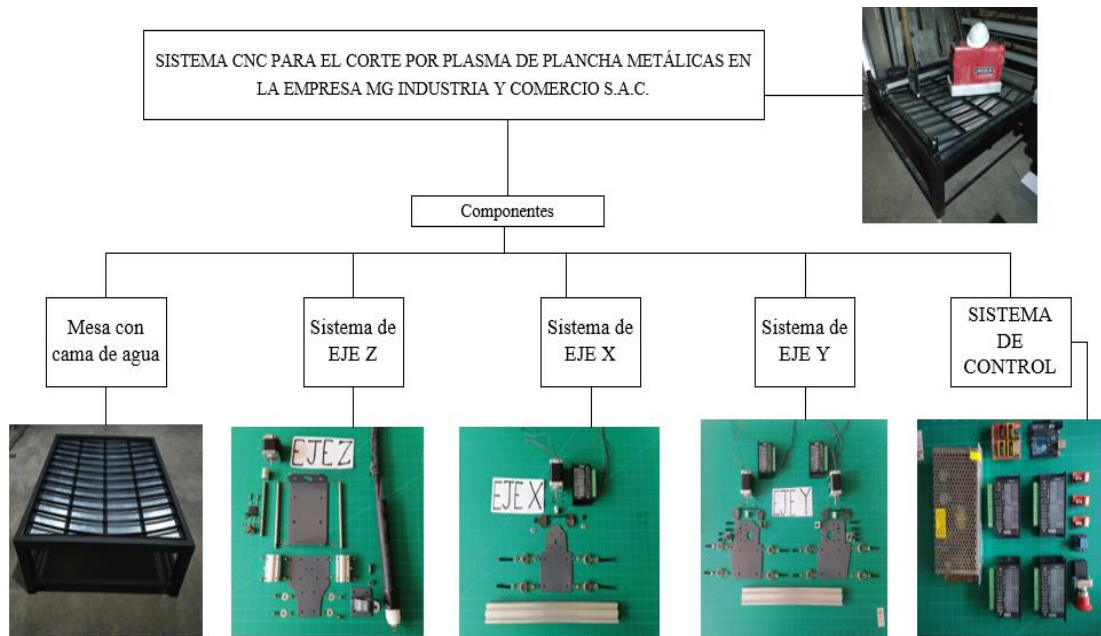 SISTEMA CNC PARA EL CORTE POR PLASMA DE PLANCHA METÁLICAS EN
LA EMPRESA MG INDUSTRIA Y COMERCIO S.A.C.
Componentes
Mesa con
cama de agua
Sistema de
EJE Z
Sistema de
EJE X
Sistema de
EJE Y
SISTEMA
DE
CONTROL
EJE Z
EJE X
EJE Y